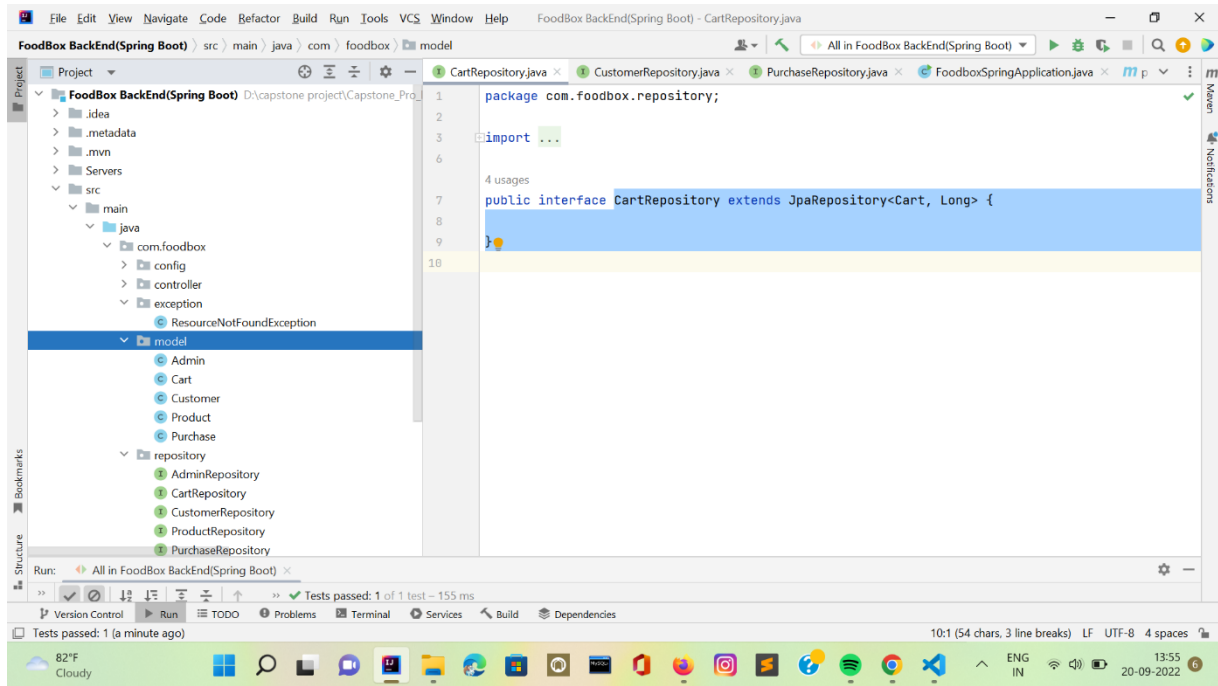 File Edit View Navigate Code Refactor Build Run Tools VCS Window Help FoodBox BackEnd(Spring Boot) - CartRepository.java
FoodBox BackEnd(Spring Boot) src main java com foodbox model All in FoodBox BackEnd(Spring Boot)
Project CartRepository.java CustomerRepository.java PurchaseRepository.java FoodboxSpringApplication.java m p
Project
Maven
Notifications
FoodBox BackEnd(Spring Boot) D:\capstone project\Capstone_Pro
.idea
.metadata
.mvn
Servers
src
main
java
com.foodbox
config
controller
exception
ResourceNotFoundException
model
Admin
Cart
Customer
Product
Purchase
repository
AdminRepository
CartRepository
CustomerRepository
ProductRepository
PurchaseRepository
Bookmarks
Structure
1 package com.foodbox.repository;
2
3 import ...
6
4 usages
7 public interface CartRepository extends JpaRepository<Cart, Long> {
8
9 }
10
Run: All in FoodBox BackEnd(Spring Boot)
» Tests passed: 1 of 1 test – 155 ms
Version Control Run TODO Problems Terminal Services Build Dependencies
Tests passed: 1 (a minute ago) 10:1 (54 chars, 3 line breaks) LF UTF-8 4 spaces
82°F
Cloudy
ENG
IN
13:55
20-09-2022
6